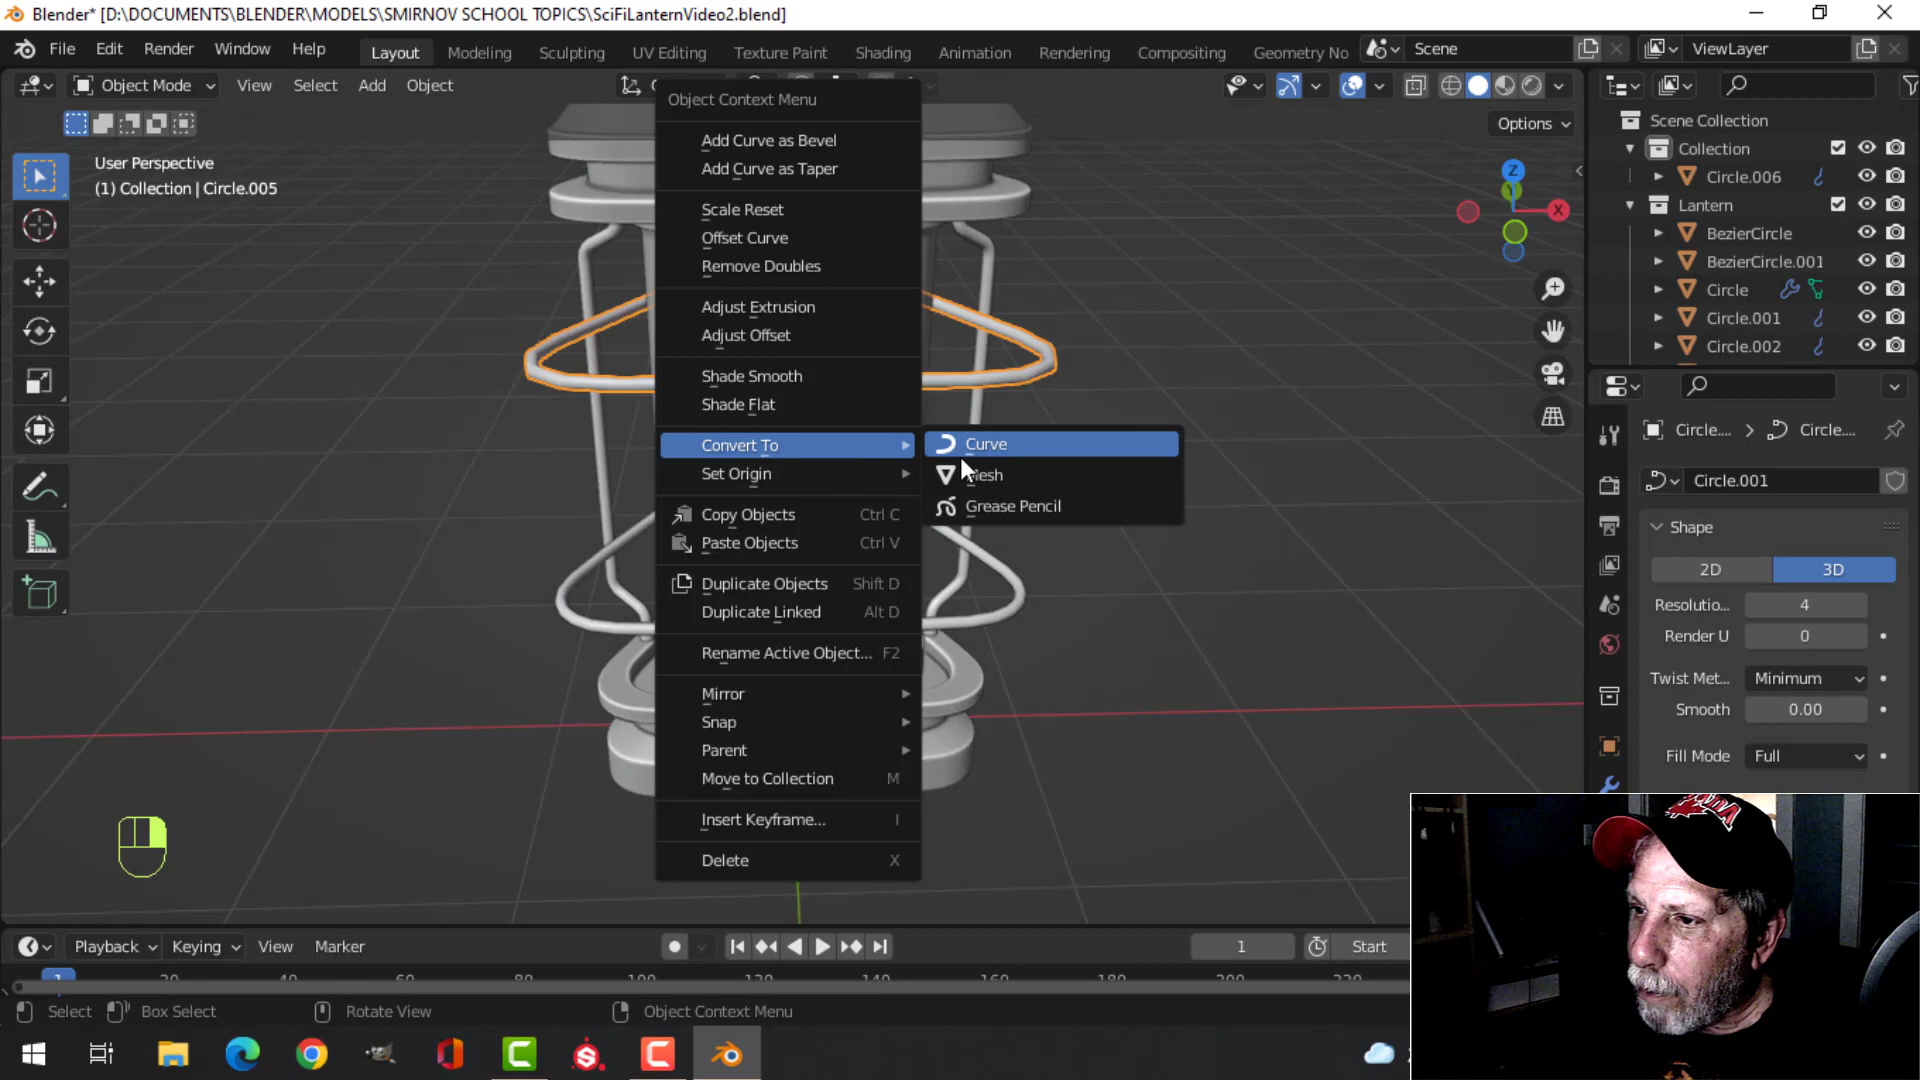 Blender* [D:\DOCUMENTS\BLENDER\MODELS\SMIRNOV SCHOOL TOPICS\SciFiLanternVideo2.blend]
File Edit Render Window Help Layout Modeling Sculpting UV Editing Texture Paint Shading Animation Rendering Compositing Geometry No Scene ViewLayer
Object Mode View Select Add Object
Options
User Perspective
(1) Collection | Circle.005
Object Context Menu
Add Curve as Bevel
Add Curve as Taper
Scale Reset
Offset Curve
Remove Doubles
Adjust Extrusion
Adjust Offset
Shade Smooth
Shade Flat
Convert To
Set Origin
Copy Objects Ctrl C
Paste Objects Ctrl V
Duplicate Objects Shift D
Duplicate Linked Alt D
Rename Active Object... F2
Mirror
Snap
Parent
Move to Collection M
Insert Keyframe... I
Delete X
Curve
Grease Pencil
Z
X
Scene Collection
Collection
Circle.006
Lantern
BezierCircle
BezierCircle.001
Circle
Circle.001
Circle.002
Circle.... > Circle....
Circle.001
Shape
2D 3D
Resolutio... 4
Render U 0
Twist Met... Minimum
Smooth 0.00
Fill Mode Full
Playback Keying View Marker 1 Start
1
Select Box Select Rotate View Object Context Menu